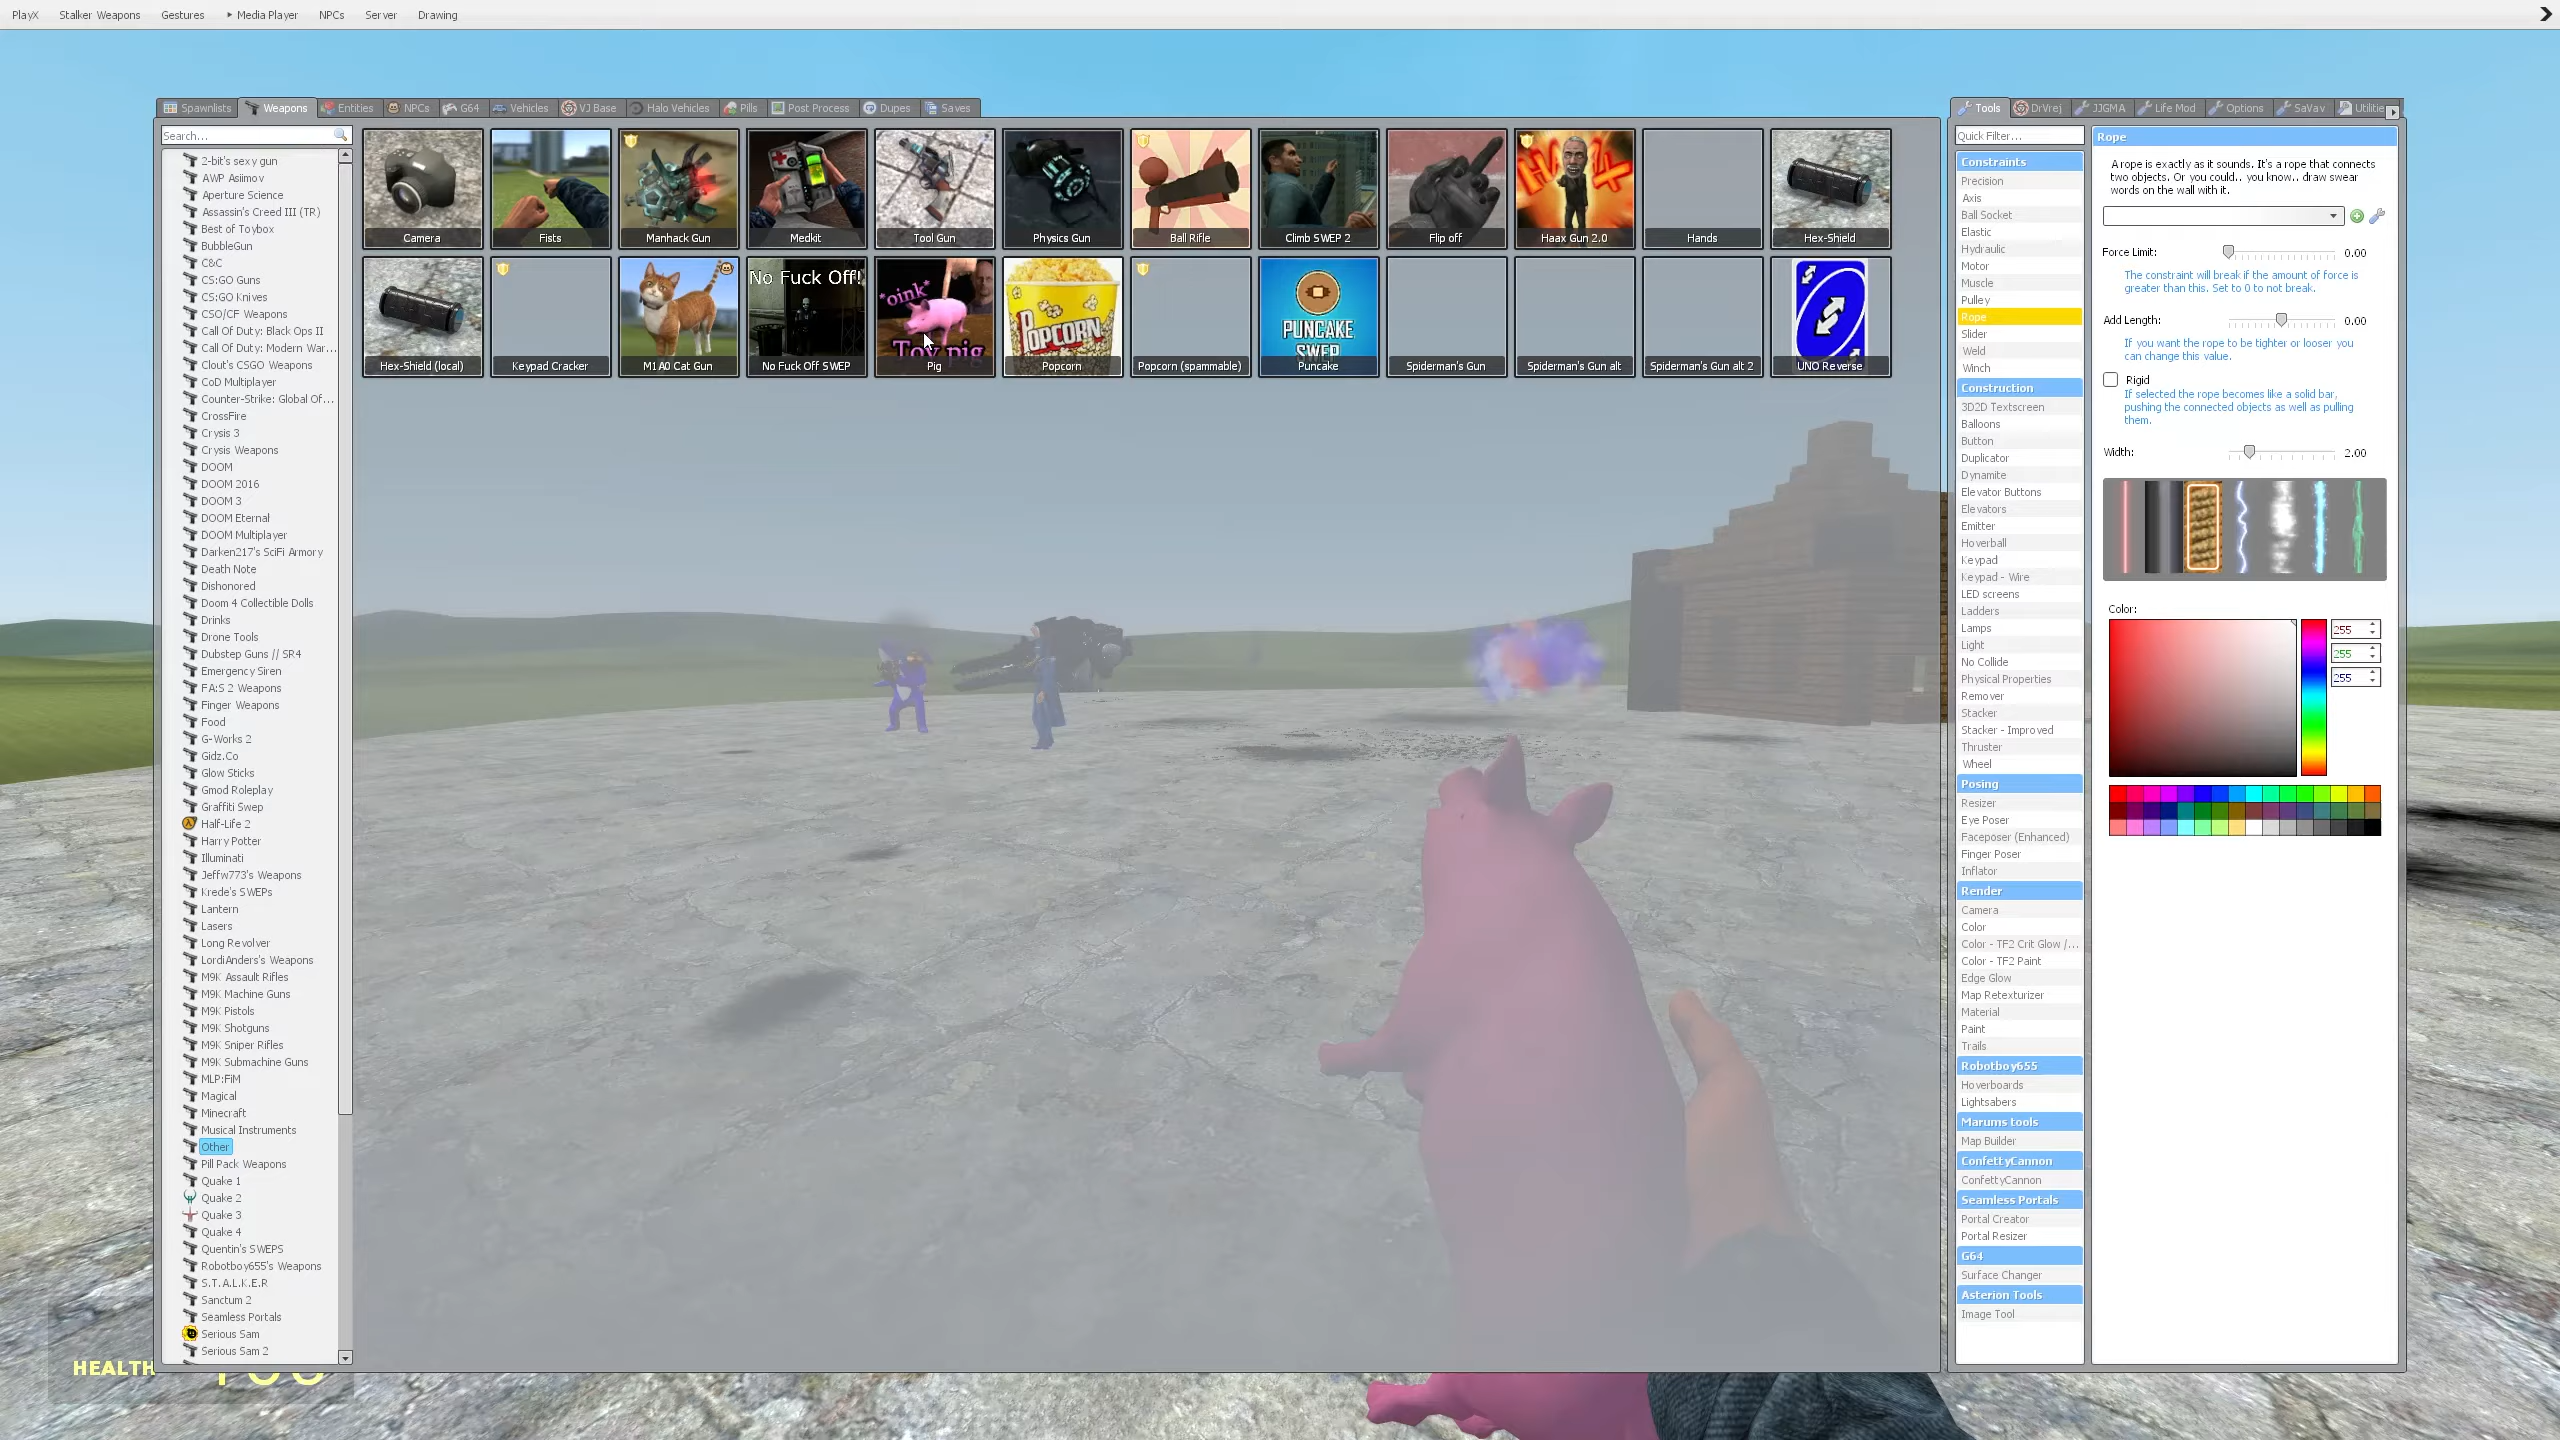 PlayX Stalker Weapons Gestures Media Player NPCs Server Drawing
Spawnlists Weapons Entities NPCs G64 Vehicles VJ Base Halo Vehicles Pills Post Process Dupes Saves
Search...
2-bit's sexy gun
AWP Asiimov
Aperture Science
Assassin's Creed III (TR)
Best of Toybox
BubbleGun
C&C
CS:GO Guns
CS:GO Knives
CSO/CF Weapons
Call Of Duty: Black Ops II
Call Of Duty: Modern War...
Clout's CSGO Weapons
CoD Multiplayer
Counter-Strike: Global Of...
CrossFire
Crysis 3
Crysis Weapons
DOOM
DOOM 2016
DOOM 3
DOOM Eternal
DOOM Multiplayer
Darken217's SciFi Armory
Death Note
Dishonored
Doom 4 Collectible Dolls
Drinks
Drone Tools
Dubstep Guns // SR4
Emergency Siren
FA:S 2 Weapons
Finger Weapons
Food
G-Works 2
Gidz.Co
Glow Sticks
Gmod Roleplay
Graffiti Swep
Half-Life 2
Harry Potter
Illuminati
Jeffw773's Weapons
Krede's SWEPs
Lantern
Lasers
Long Revolver
LordiAnders's Weapons
M9K Assault Rifles
M9K Machine Guns
M9K Pistols
M9K Shotguns
M9K Sniper Rifles
M9K Submachine Guns
MLP:FiM
Magical
Minecraft
Musical Instruments
Other
Pill Pack Weapons
Quake 1
Quake 2
Quake 3
Quake 4
Quentin's SWEPS
Robotboy655's Weapons
S.T.A.L.K.E.R
Sanctum 2
Seamless Portals
Serious Sam
Serious Sam 2
HEALTH
Camera Fists Manhack Gun Medkit Tool Gun Physics Gun Ball Rifle Climb SWEP 2 Flip off Haax Gun 2.0 Hands Hex-Shield
No Fuck Off!
*oink*
Toy pig
POPCORN
PUNCAKE
SWEP
Hex-Shield (local) Keypad Cracker M1A0 Cat Gun No Fuck Off SWEP Pig Popcorn Popcorn (spammable) Puncake Spiderman's Gun Spiderman's Gun alt Spiderman's Gun alt 2 UNO Reverse
Tools DrVrej JJGMA Life Mod Options SaVav Utilitie
Quick Filter...
Constraints
Precision
Axis
Ball Socket
Elastic
Hydraulic
Motor
Muscle
Pulley
Rope
Slider
Weld
Winch
Construction
3D2D Textscreen
Balloons
Button
Duplicator
Dynamite
Elevator Buttons
Elevators
Emitter
Hoverball
Keypad
Keypad - Wire
LED screens
Ladders
Lamps
Light
No Collide
Physical Properties
Remover
Stacker
Stacker - Improved
Thruster
Wheel
Posing
Resizer
Eye Poser
Faceposer (Enhanced)
Finger Poser
Inflator
Render
Camera
Color
Color - TF2 Crit Glow /...
Color - TF2 Paint
Edge Glow
Map Retexturizer
Material
Paint
Trails
Robotboy655
Hoverboards
Lightsabers
Marums tools
Map Builder
ConfettyCannon
ConfettyCannon
Seamless Portals
Portal Creator
Portal Resizer
G64
Surface Changer
Asterion Tools
Image Tool
Rope
A rope is exactly as it sounds. It's a rope that connects
two objects. Or you could.. you know.. draw swear
words on the wall with it.
Force Limit: 0.00
The constraint will break if the amount of force is
greater than this. Set to 0 to not break.
Add Length: 0.00
If you want the rope to be tighter or looser you
can change this value.
Rigid
If selected the rope becomes like a solid bar,
pushing the connected objects as well as pulling
them.
Width: 2.00
Color:
255
255
255